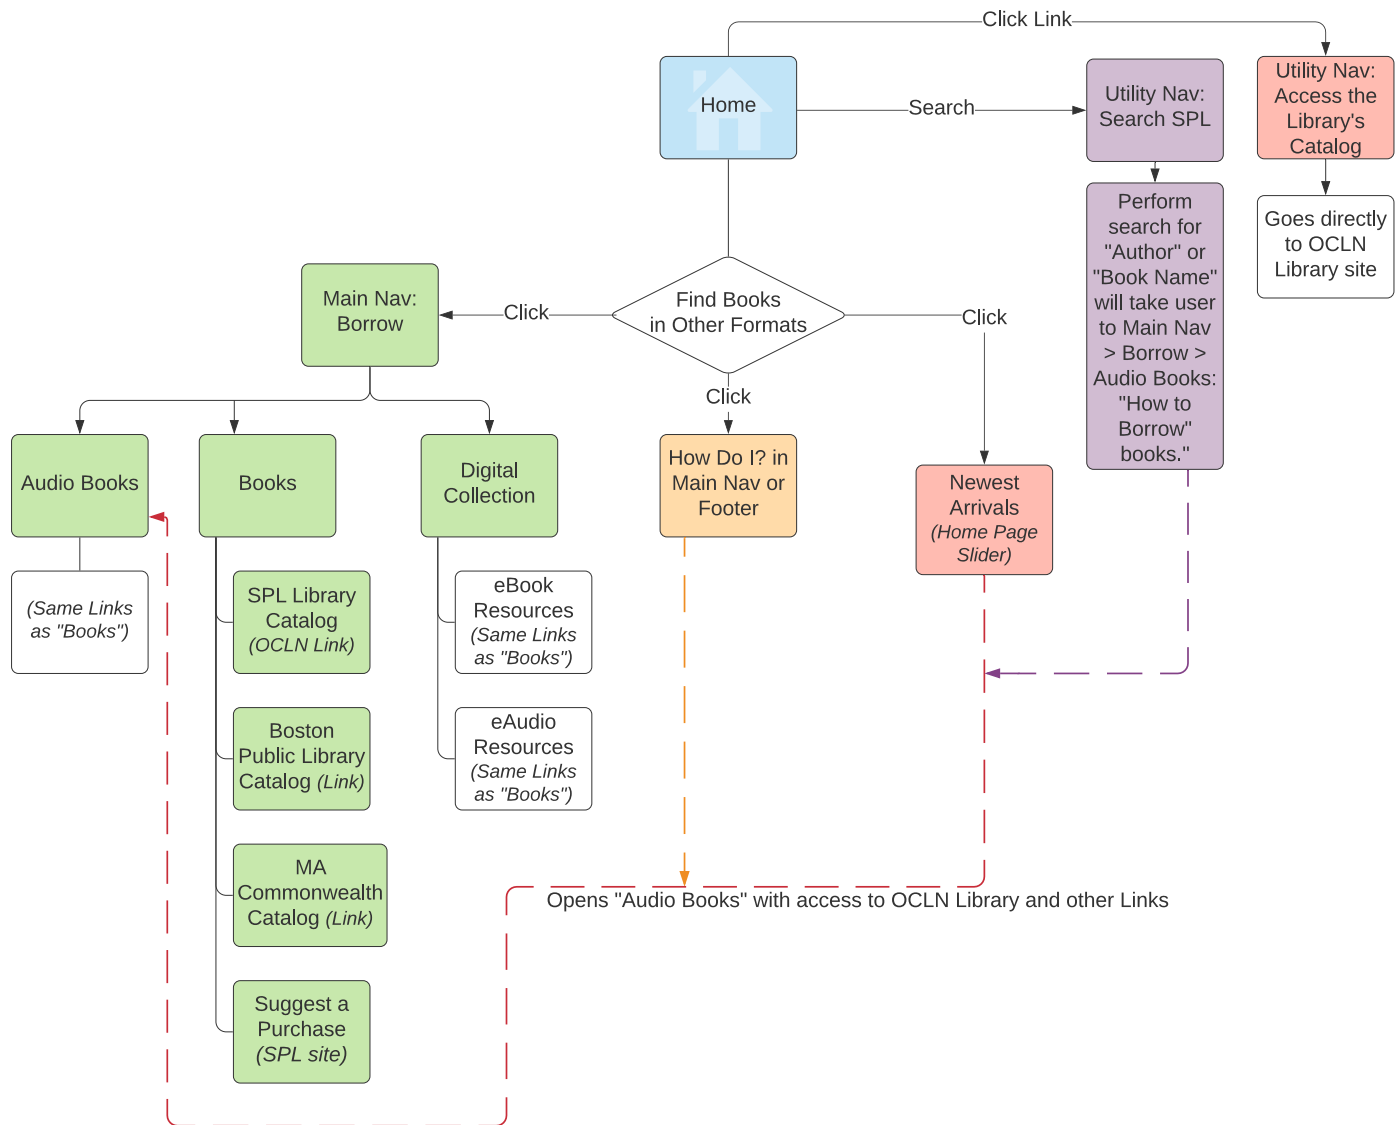 Click Link
Home
Search
Utility Nav:
Search SPL
Utility Nav:
Access the
Library's
Catalog
Perform
search for
"Author" or
"Book Name"
will take user
to Main Nav
> Borrow >
Audio Books:
"How to
Borrow"
books."
Goes directly
to OCLN
Library site
Main Nav:
Borrow
Click
Find Books
in Other Formats
Click
Click
Audio Books
Books
Digital
Collection
How Do I? in
Main Nav or
Footer
Newest
Arrivals
(Home Page
Slider)
(Same Links
as "Books")
SPL Library
Catalog
(OCLN Link)
eBook
Resources
(Same Links
as "Books")
Boston
Public Library
Catalog (Link)
eAudio
Resources
(Same Links
as "Books")
MA
Commonwealth
Catalog (Link)
Opens "Audio Books" with access to OCLN Library and other Links
Suggest a
Purchase
(SPL site)